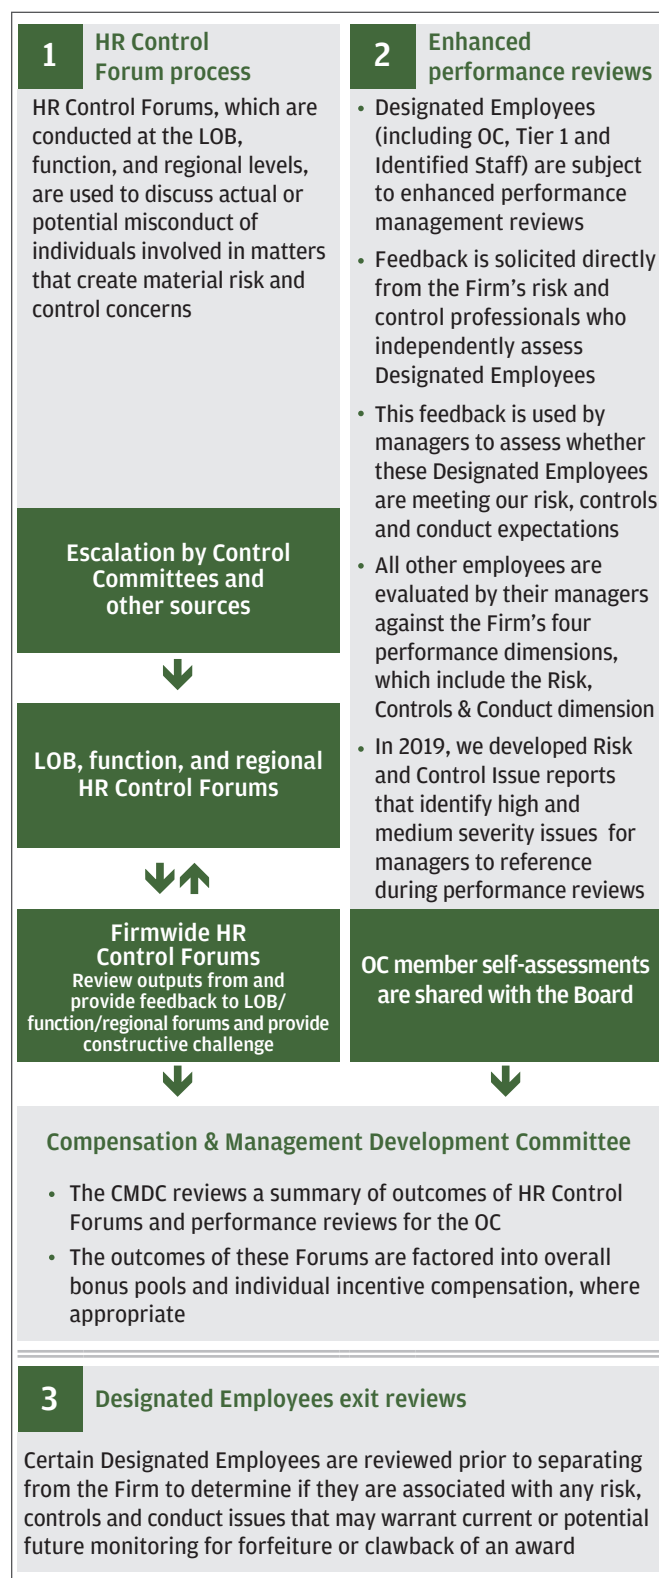 1
HR Control
Forum process
HR Control Forums, which are
conducted at the LOB,
function, and regional levels,
are used to discuss actual or
potential misconduct of
individuals involved in matters
that create material risk and
control concerns
Escalation by Control
Committees and
other sources
LOB, function, and regional
HR Control Forums
Firmwide HR
Control Forums
Review outputs from and
provide feedback to LOB/
function/regional forums and provide
constructive challenge
2
Enhanced
performance reviews
• Designated Employees
(including OC, Tier 1 and
Identified Staff) are subject
to enhanced performance
management reviews
• Feedback is solicited directly
from the Firm's risk and
control professionals who
independently assess
Designated Employees
• This feedback is used by
managers to assess whether
these Designated Employees
are meeting our risk, controls
and conduct expectations
• All other employees are
evaluated by their managers
against the Firm's four
performance dimensions,
which include the Risk,
Controls & Conduct dimension
• In 2019, we developed Risk
and Control Issue reports
that identify high and
medium severity issues for
managers to reference
during performance reviews
OC member self-assessments
are shared with the Board
Compensation & Management Development Committee
• The CMDC reviews a summary of outcomes of HR Control
Forums and performance reviews for the OC
• The outcomes of these Forums are factored into overall
bonus pools and individual incentive compensation, where
appropriate
3
Designated Employees exit reviews
Certain Designated Employees are reviewed prior to separating
from the Firm to determine if they are associated with any risk,
controls and conduct issues that may warrant current or potential
future monitoring for forfeiture or clawback of an award